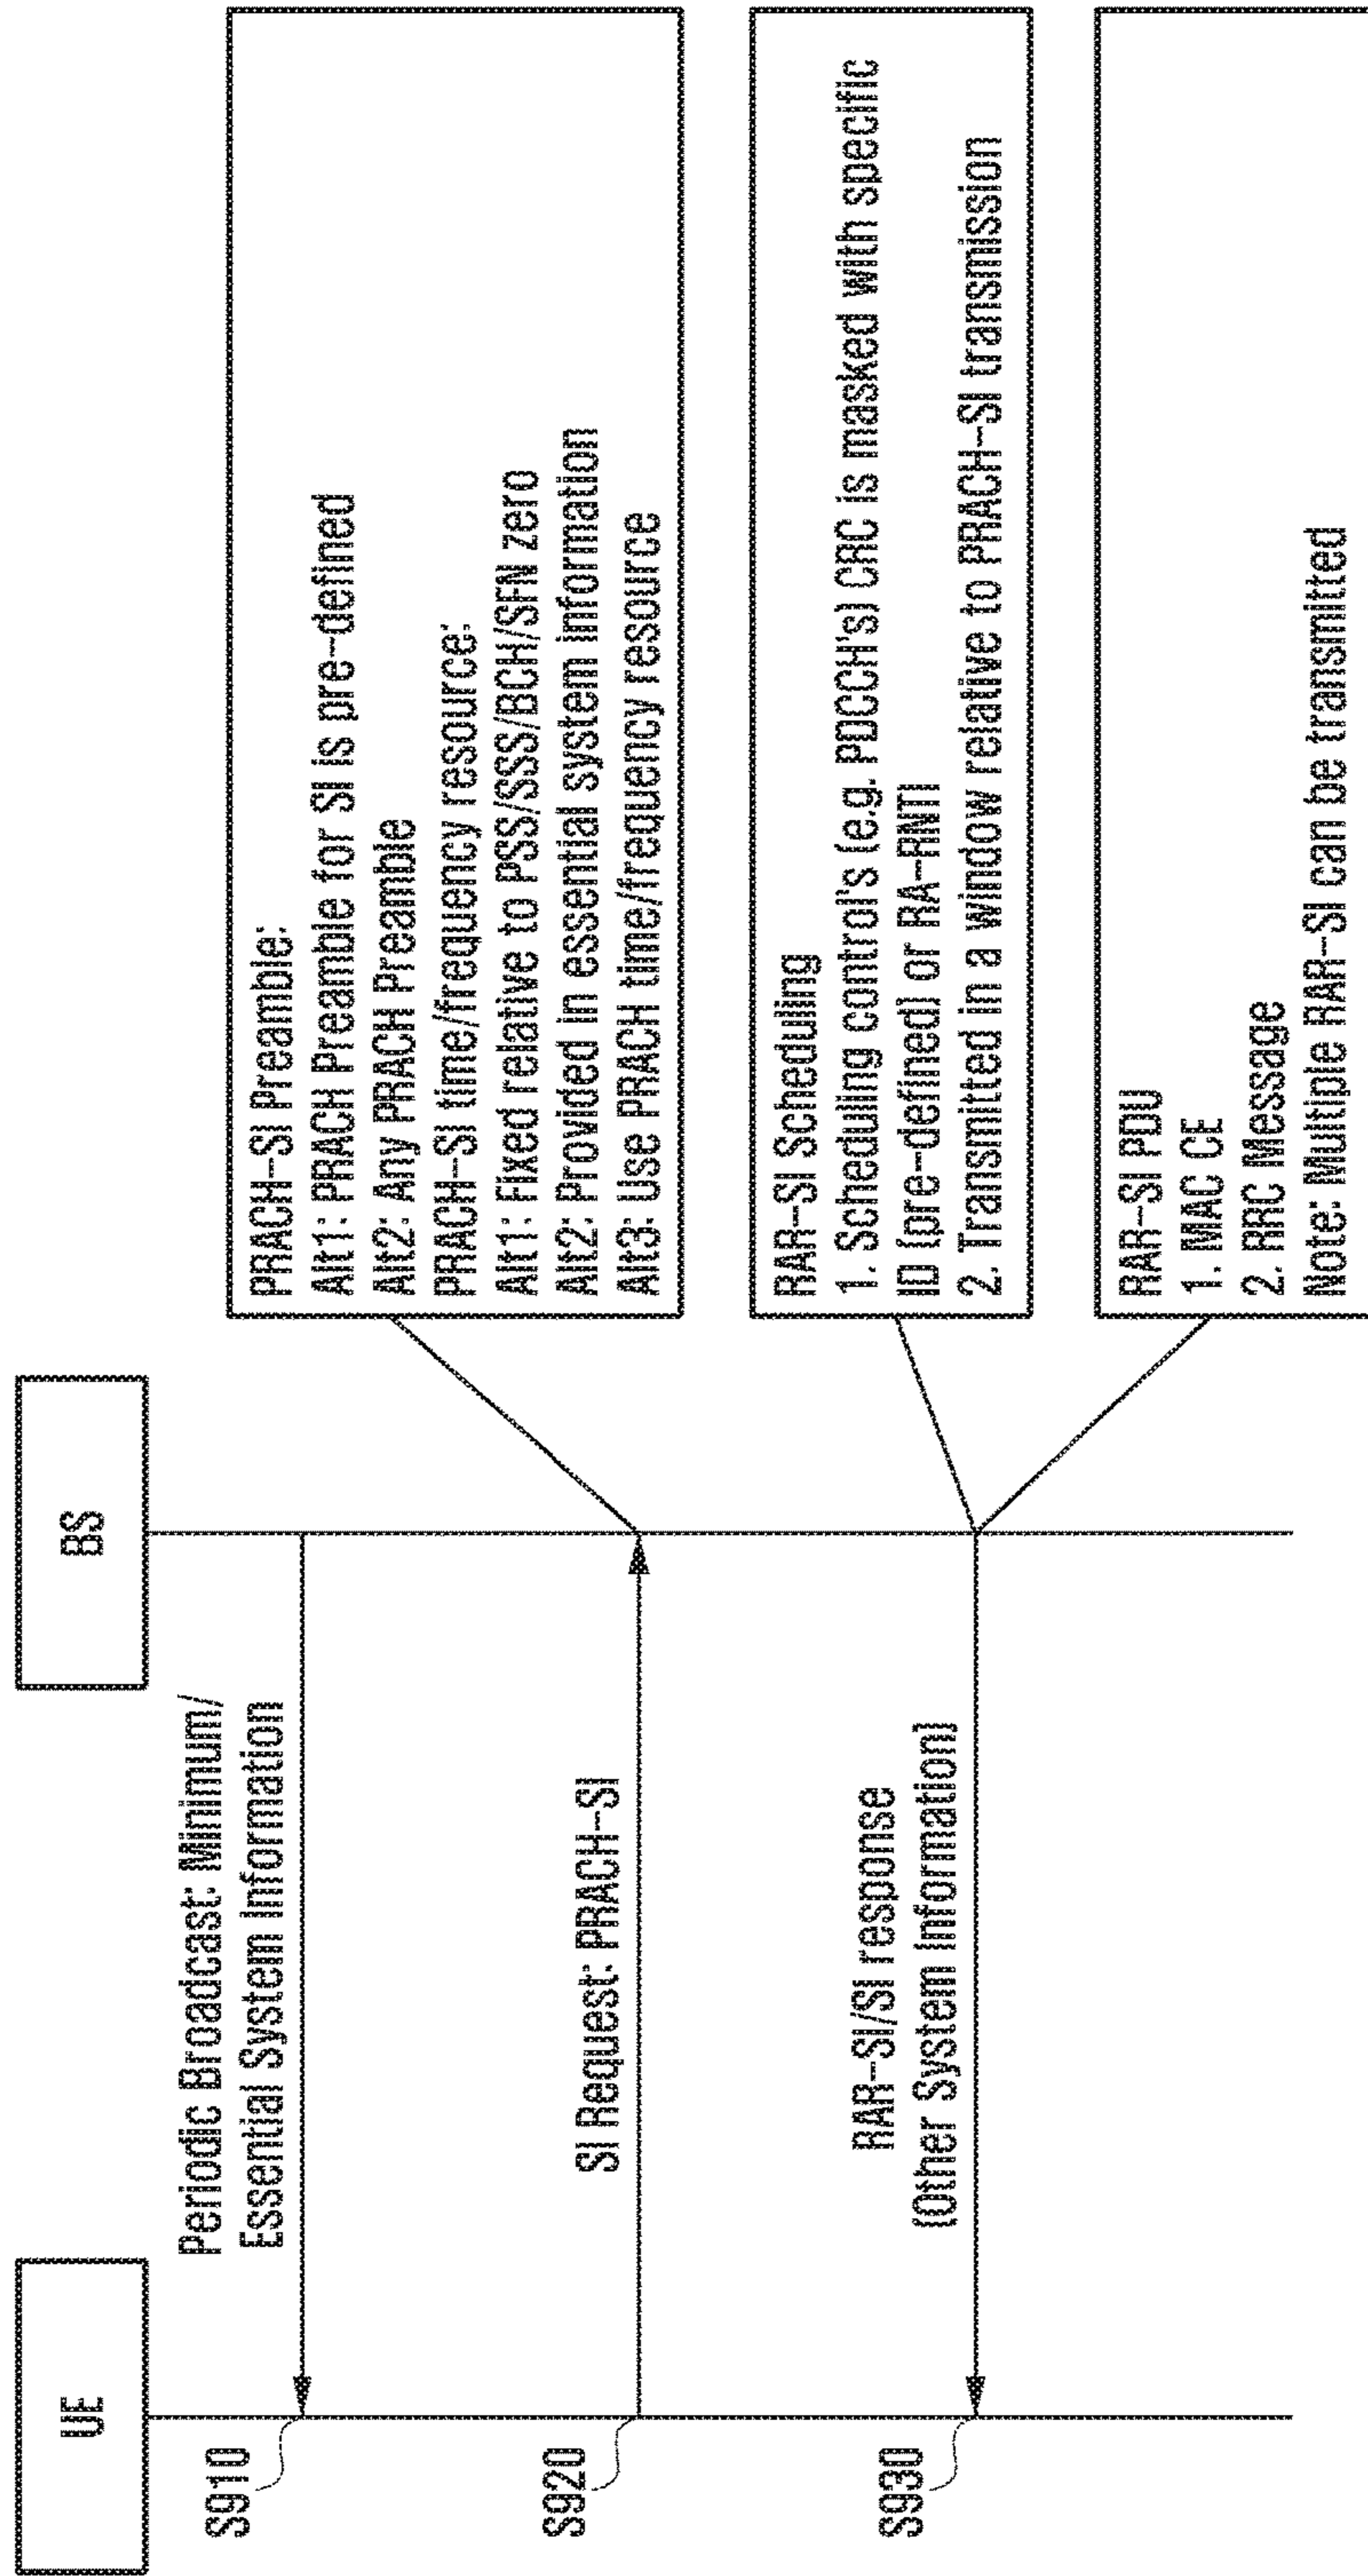 UE
BS
S910
Periodic Broadcast: Minimum/
Essential System Information
S920
SI Request: PRACH-SI
PRACH-SI Preamble:
Alt1: PRACH Preamble for SI is pre-defined
Alt2: Any PRACH Preamble
PRACH-SI time/frequency resource:
Alt1: Fixed relative to PSS/SSS/BCH/SFN zero
Alt2: Provided in essential system information
Alt3: Use PRACH time/frequency resource
S930
RAR-SI/SI response
(Other System Information)
RAR-SI Scheduling
1. Scheduling control's (e.g. PDCCH's) CRC is masked with specific
ID (pre-defined) or RA-RNTI
2. Transmitted in a window relative to PRACH-SI transmission
RAR-SI PDU
1. MAC CE
2. RRC Message
Note: Multiple RAR-SI can be transmitted